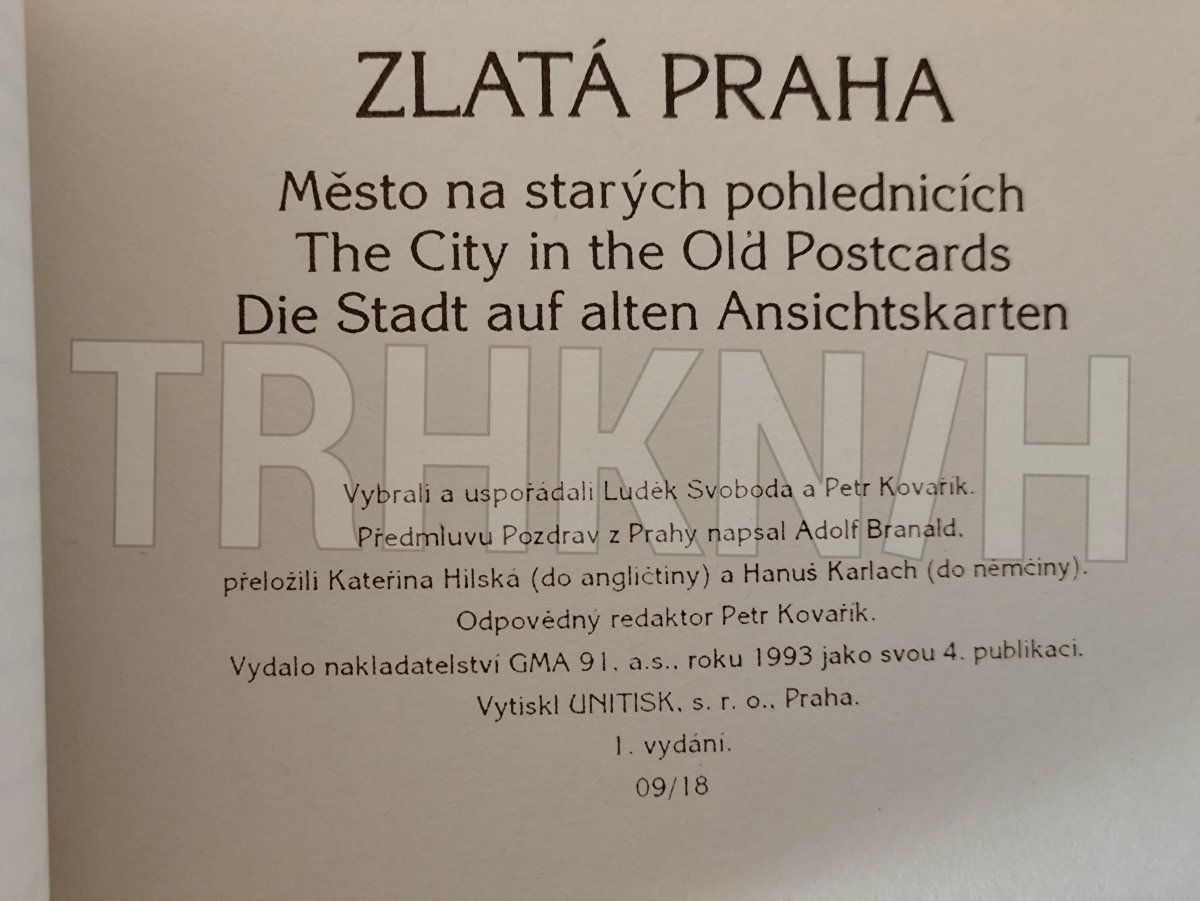 ZLATÁ PRAHA
Město na starých pohlednicích
The City in the Old Postcards
Die Stadt auf alten Ansichtskarten
TRHKN/H
Vybrali a uspořádali Luděk Svoboda a Petr Kovařík.
Předmluvu Pozdrav z Prahy napsal Adolf Branald.
přeložili Kateřina Hilská (do angličtiny) a Hanuš Karlach (do němčiny).
Odpovědný redaktor Petr Kovařík.
Vydalo nakladatelství GMA 91. a.s.. roku 1993 jako svou 4. publikaci.
Vytiskl UNITISK, s. r. o., Praha.
1. vydání.
09/18